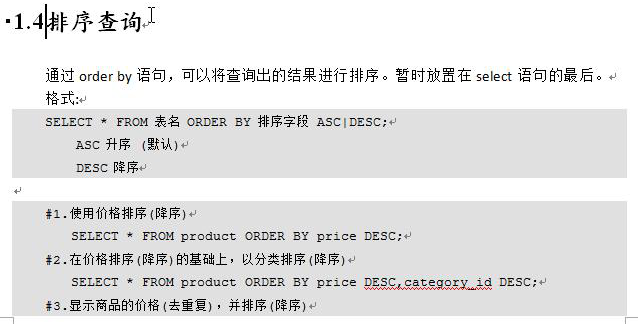 1.4排序查询
通过 order by 语句，可以将查询出的结果进行排序。暂时放置在 select 语句的最后。
格式:
SELECT * FROM 表名 ORDER BY 排序字段 ASC|DESC;
ASC 升序 (默认)
DESC 降序
#1.使用价格排序(降序)
SELECT * FROM product ORDER BY price DESC;
#2.在价格排序(降序)的基础上，以分类排序(降序)
SELECT * FROM product ORDER BY price DESC,category_id DESC;
#3.显示商品的价格(去重复)，并排序(降序)